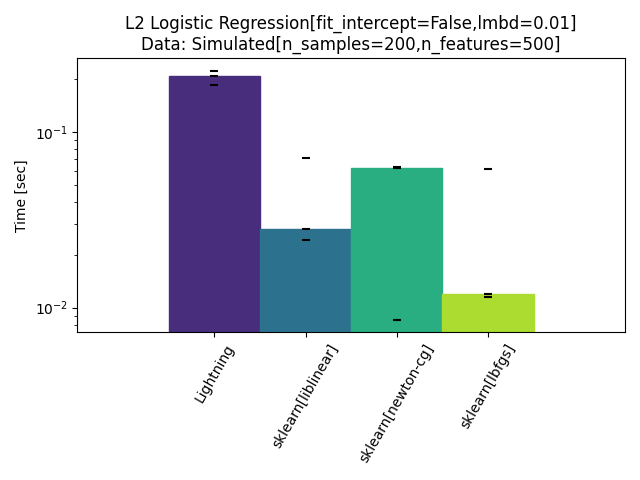 L2 Logistic Regression[fit_intercept=False,lmbd=0.01]
Data: Simulated[n_samples=200,n_features=500]
Time [sec]
10⁻¹
10⁻²
Lightning
sklearn[liblinear]
sklearn[newton-cg]
sklearn[lbfgs]